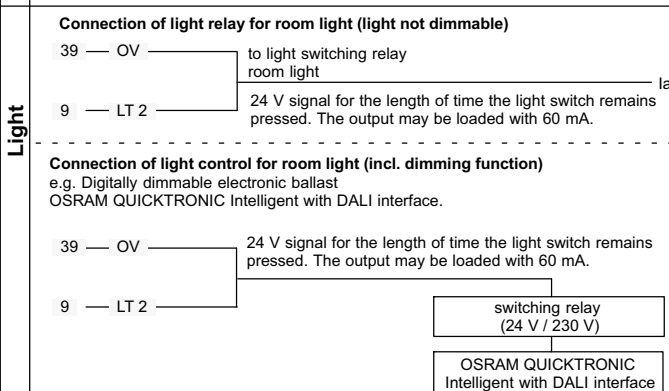 Connection of light relay for room light (light not dimmable)
39 — OV
to light switching relay
room light
la
9 — LT 2
24 V signal for the length of time the light switch remains
pressed. The output may be loaded with 60 mA.
Light
Connection of light control for room light (incl. dimming function)
e.g. Digitally dimmable electronic ballast
OSRAM QUICKTRONIC Intelligent with DALI interface.
39 — OV
24 V signal for the length of time the light switch remains
pressed. The output may be loaded with 60 mA.
9 — LT 2
switching relay
(24 V / 230 V)
OSRAM QUICKTRONIC
Intelligent with DALI interface